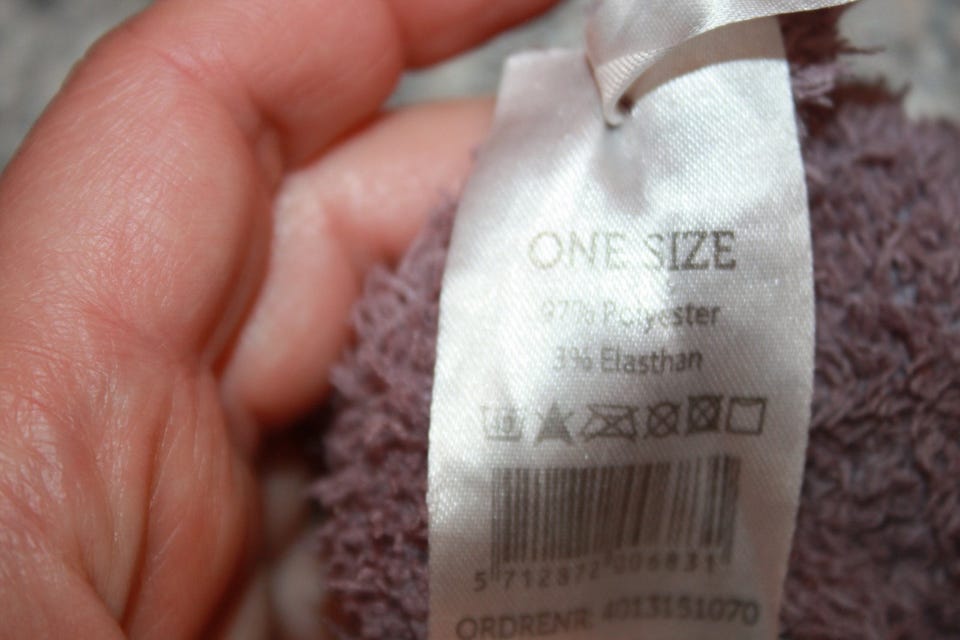 ONE SIZE
97% Polyester
3% Elasthan
5 712872 006831
ORDRENR: 4013151070